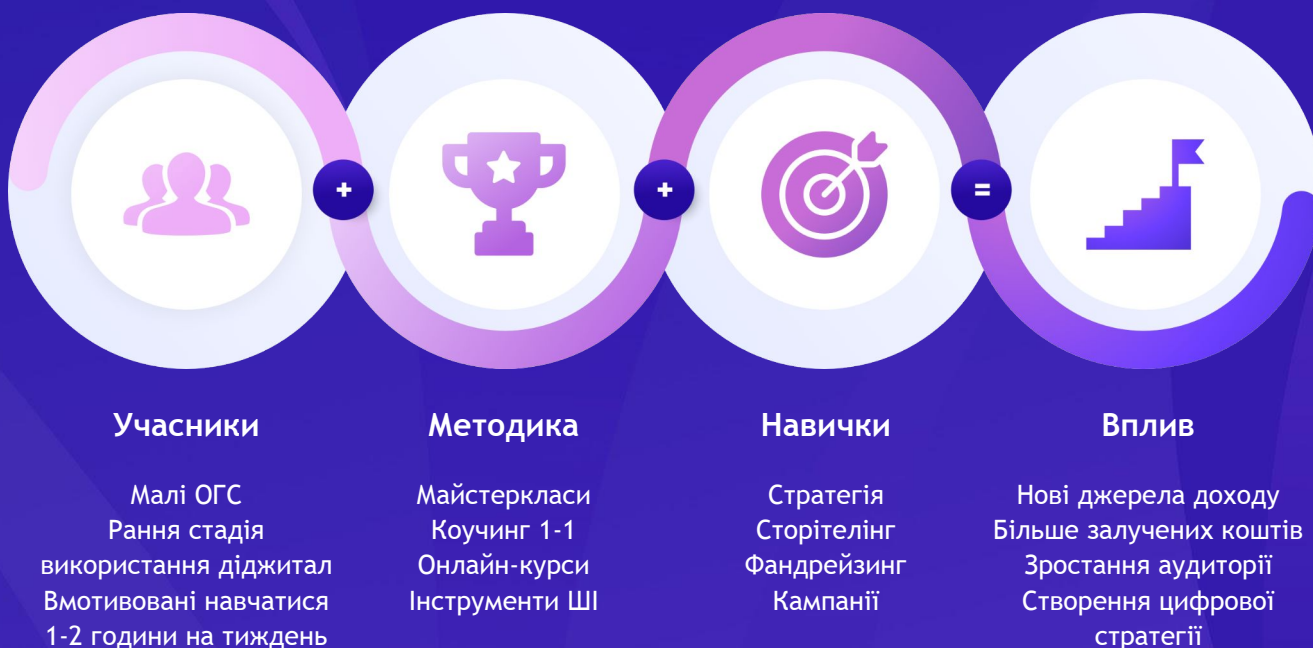 +
+
=
Учасники
Малі ОГС
Рання стадія
використання діджитал
Вмотивовані навчатися
1-2 години на тиждень
Методика
Майстеркласи
Коучинг 1-1
Онлайн-курси
Інструменти ШІ
Навички
Стратегія
Сторітелінг
Фандрейзинг
Кампанії
Вплив
Нові джерела доходу
Більше залучених коштів
Зростання аудиторії
Створення цифрової
стратегії